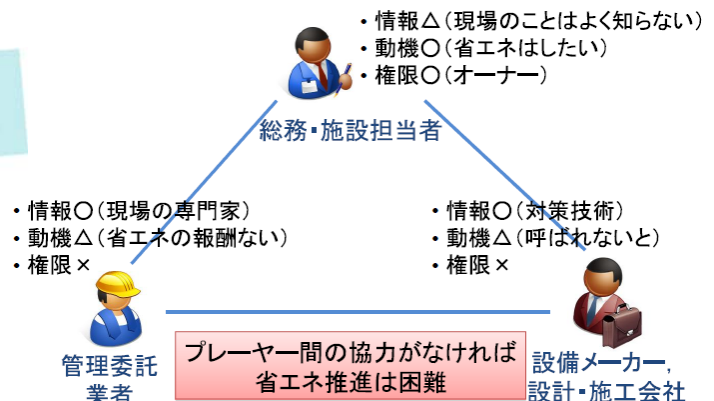 ・情報△(現場のことはよく知らない)
・動機〇(省エネはしたい)
・権限〇(オーナー)
総務・施設担当者
・情報〇(現場の専門家)
・動機△(省エネの報酬ない)
・権限×
・情報〇(対策技術)
・動機△(呼ばれないと)
・権限×
管理委託
業者
プレーヤー間の協力がなければ
省エネ推進は困難
設備メーカー,
設計・施工会社